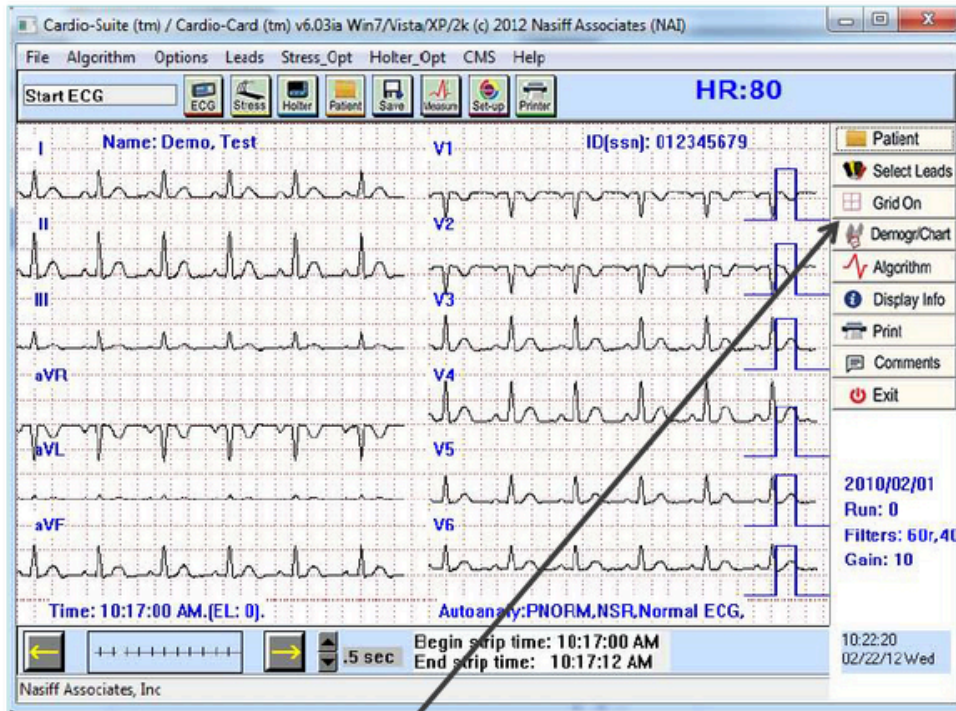 Cardio-Suite (tm) / Cardio-Card (tm) v6.03ia Win7/Vista/XP/2k (c) 2012 Nasiff Associates (NAI)
File Algorithm Options Leads Stress_Opt Holter_Opt CMS Help
Start ECG ECG Stress Holter Patient Save Measure Set-up Printer HR:80
Name: Demo, Test ID(ssn): 012345679
I V1
II V2
III V3
aVR V4
aVL V5
aVF V6
Time: 10:17:00 AM.(EL: 0). Autoanaly:PNORM,NSR,Normal ECG,
Patient
Select Leads
Grid On
Demogr/Chart
Algorithm
Display Info
Print
Comments
Exit
2010/02/01
Run: 0
Filters: 60r,40
Gain: 10
.5 sec
Begin strip time: 10:17:00 AM
End strip time: 10:17:12 AM
10:22:20
02/22/12 Wed
Nasiff Associates, Inc